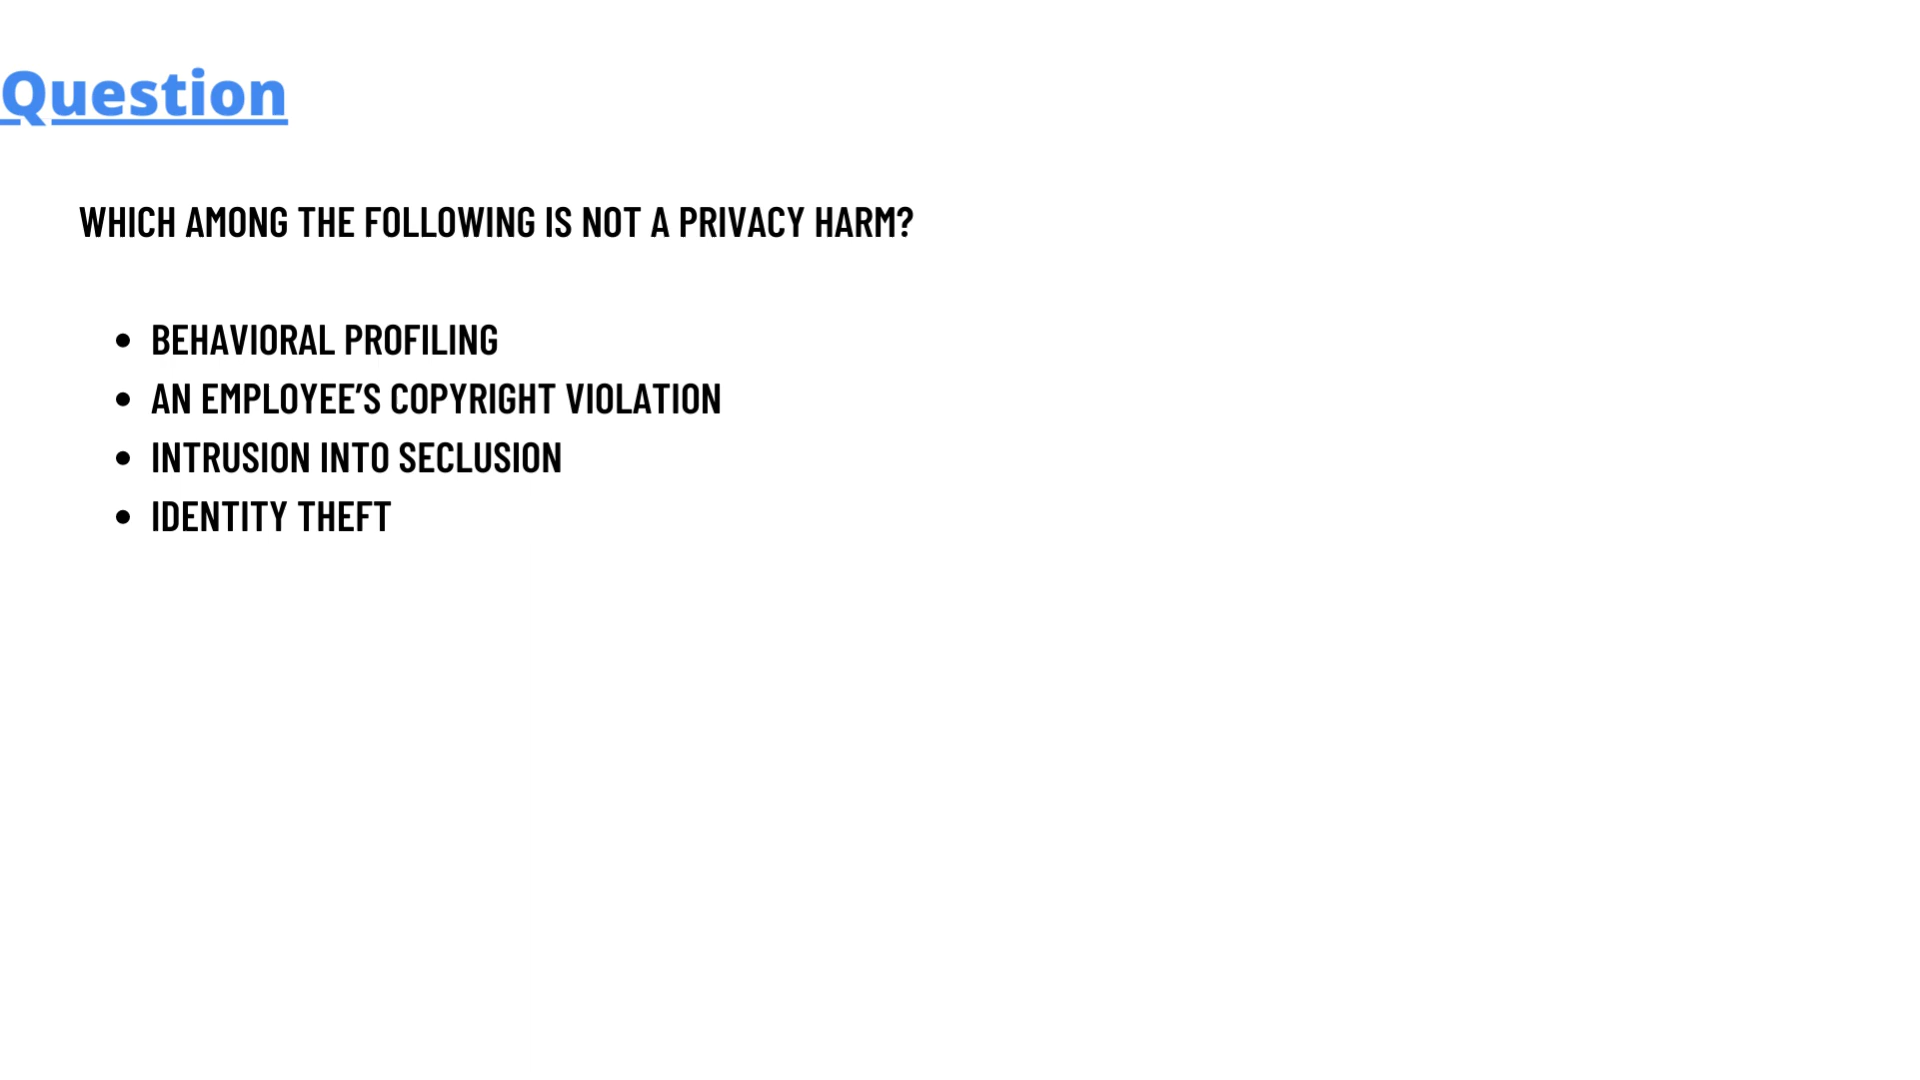 Question
WHICH AMONG THE FOLLOWING IS NOT A PRIVACY HARM?
• BEHAVIORAL PROFILING
• AN EMPLOYEE’S COPYRIGHT VIOLATION
• INTRUSION INTO SECLUSION
• IDENTITY THEFT